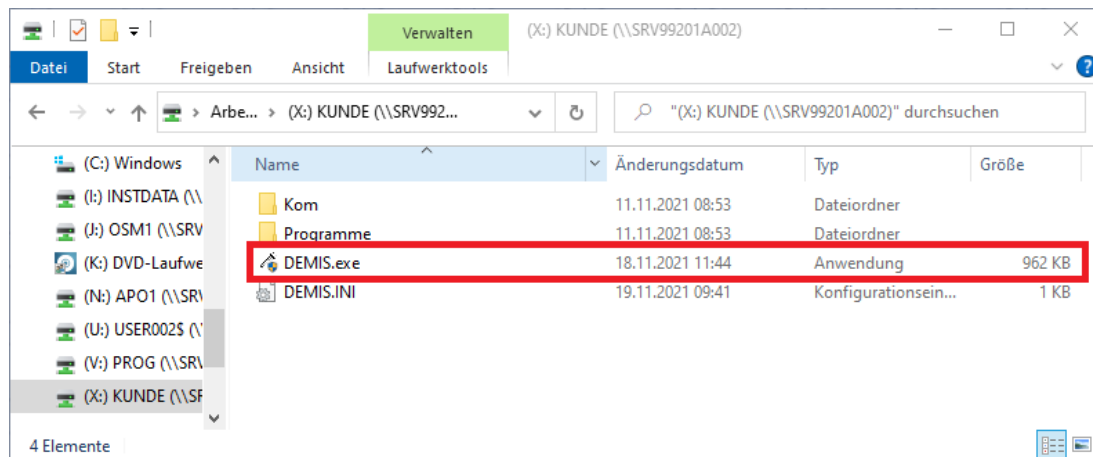 Verwalten (X:) KUNDE (\\SRV99201A002)
Datei Start Freigeben Ansicht Laufwerktools
Arbe... (X:) KUNDE (\\SRV992... "(X:) KUNDE (\\SRV99201A002)" durchsuchen
(C:) Windows
(I:) INSTDATA (\\
(J:) OSM1 (\\SRV
(K:) DVD-Laufwe
(N:) APO1 (\\SRV
(U:) USER002$ (\
(V:) PROG (\\SRV
(X:) KUNDE (\\SR
Name Änderungsdatum Typ Größe
Kom 11.11.2021 08:53 Dateiordner
Programme 11.11.2021 08:53 Dateiordner
DEMIS.exe 18.11.2021 11:44 Anwendung 962 KB
DEMIS.INI 19.11.2021 09:41 Konfigurationsein... 1 KB
4 Elemente